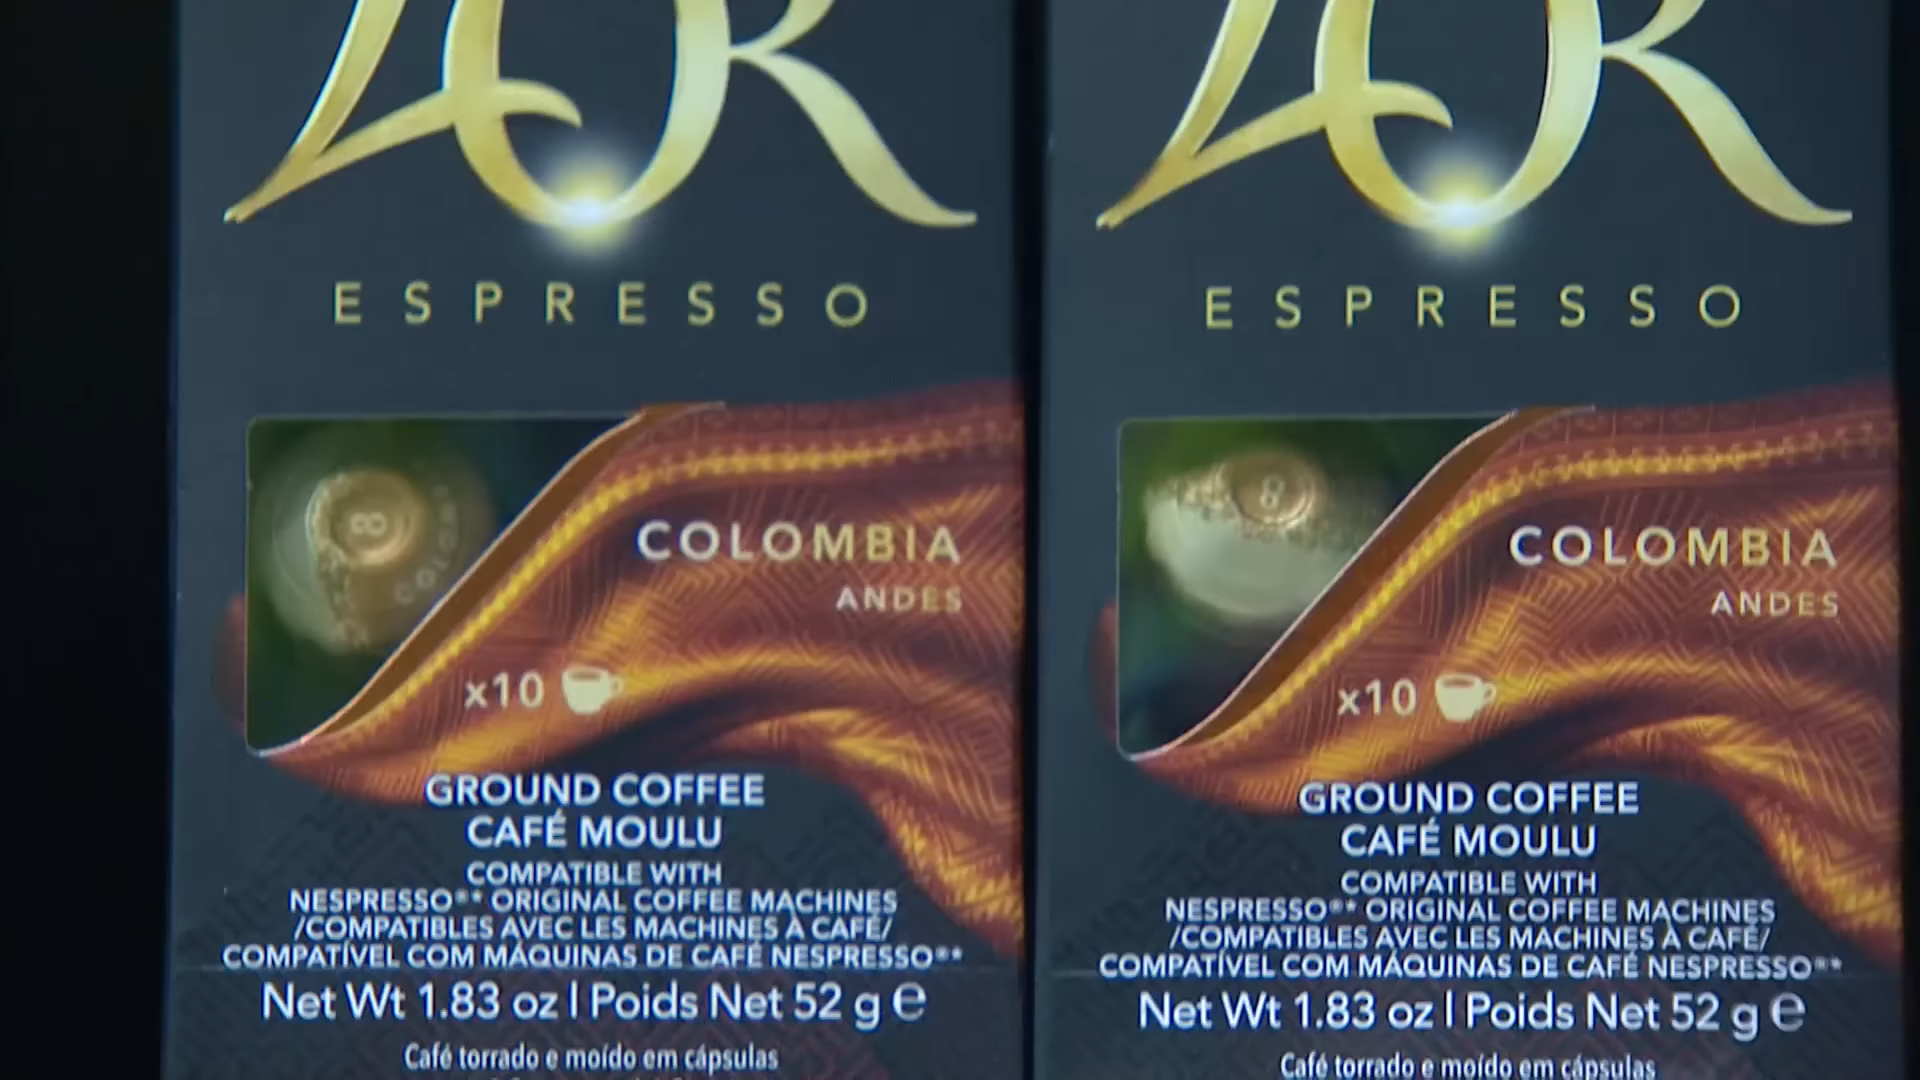 L'OR
ESPRESSO
8
COLOMBIA
ANDES
x10
GROUND COFFEE
CAFÉ MOULU
COMPATIBLE WITH
NESPRESSO®* ORIGINAL COFFEE MACHINES
/COMPATIBLES AVEC LES MACHINES À CAFÉ/
COMPATÍVEL COM MÁQUINAS DE CAFÉ NESPRESSO®*
Net Wt 1.83 oz | Poids Net 52 g ℮
Café torrado e moído em cápsulas
L'OR
ESPRESSO
8
COLOMBIA
ANDES
x10
GROUND COFFEE
CAFÉ MOULU
COMPATIBLE WITH
NESPRESSO®* ORIGINAL COFFEE MACHINES
/COMPATIBLES AVEC LES MACHINES À CAFÉ/
COMPATÍVEL COM MÁQUINAS DE CAFÉ NESPRESSO®*
Net Wt 1.83 oz | Poids Net 52 g ℮
Café torrado e moído em cápsulas